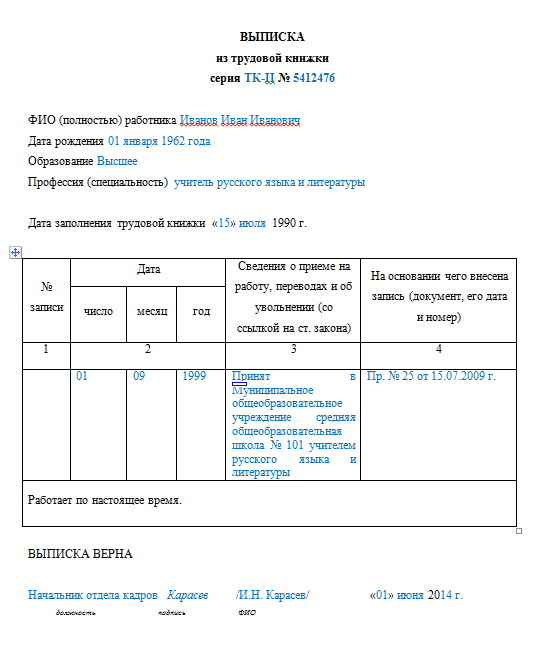 ВЫПИСКА
из трудовой книжки
серия ТК-Ц № 5412476
ФИО (полностью) работника Иванов Иван Иванович
Дата рождения 01 января 1962 года
Образование Высшее
Профессия (специальность) учитель русского языка и литературы
Дата заполнения трудовой книжки «15» июля 1990 г.
№ записи
Дата
число
месяц
год
Сведения о приеме на
работу, переводах и об
увольнении (со
ссылкой на ст. закона)
На основании чего внесена
запись (документ, его дата
и номер)
1
2
3
4
01
09
1999
Принят в
Муниципальное
общеобразовательное
учреждение средняя
общеобразовательная
школа № 101 учителем
русского языка и
литературы
Пр. № 25 от 15.07.2009 г.
Работает по настоящее время.
ВЫПИСКА ВЕРНА
Начальник отдела кадров Карасев /И.Н. Карасев/ «01» июня 2014 г.
должность подпись ФИО